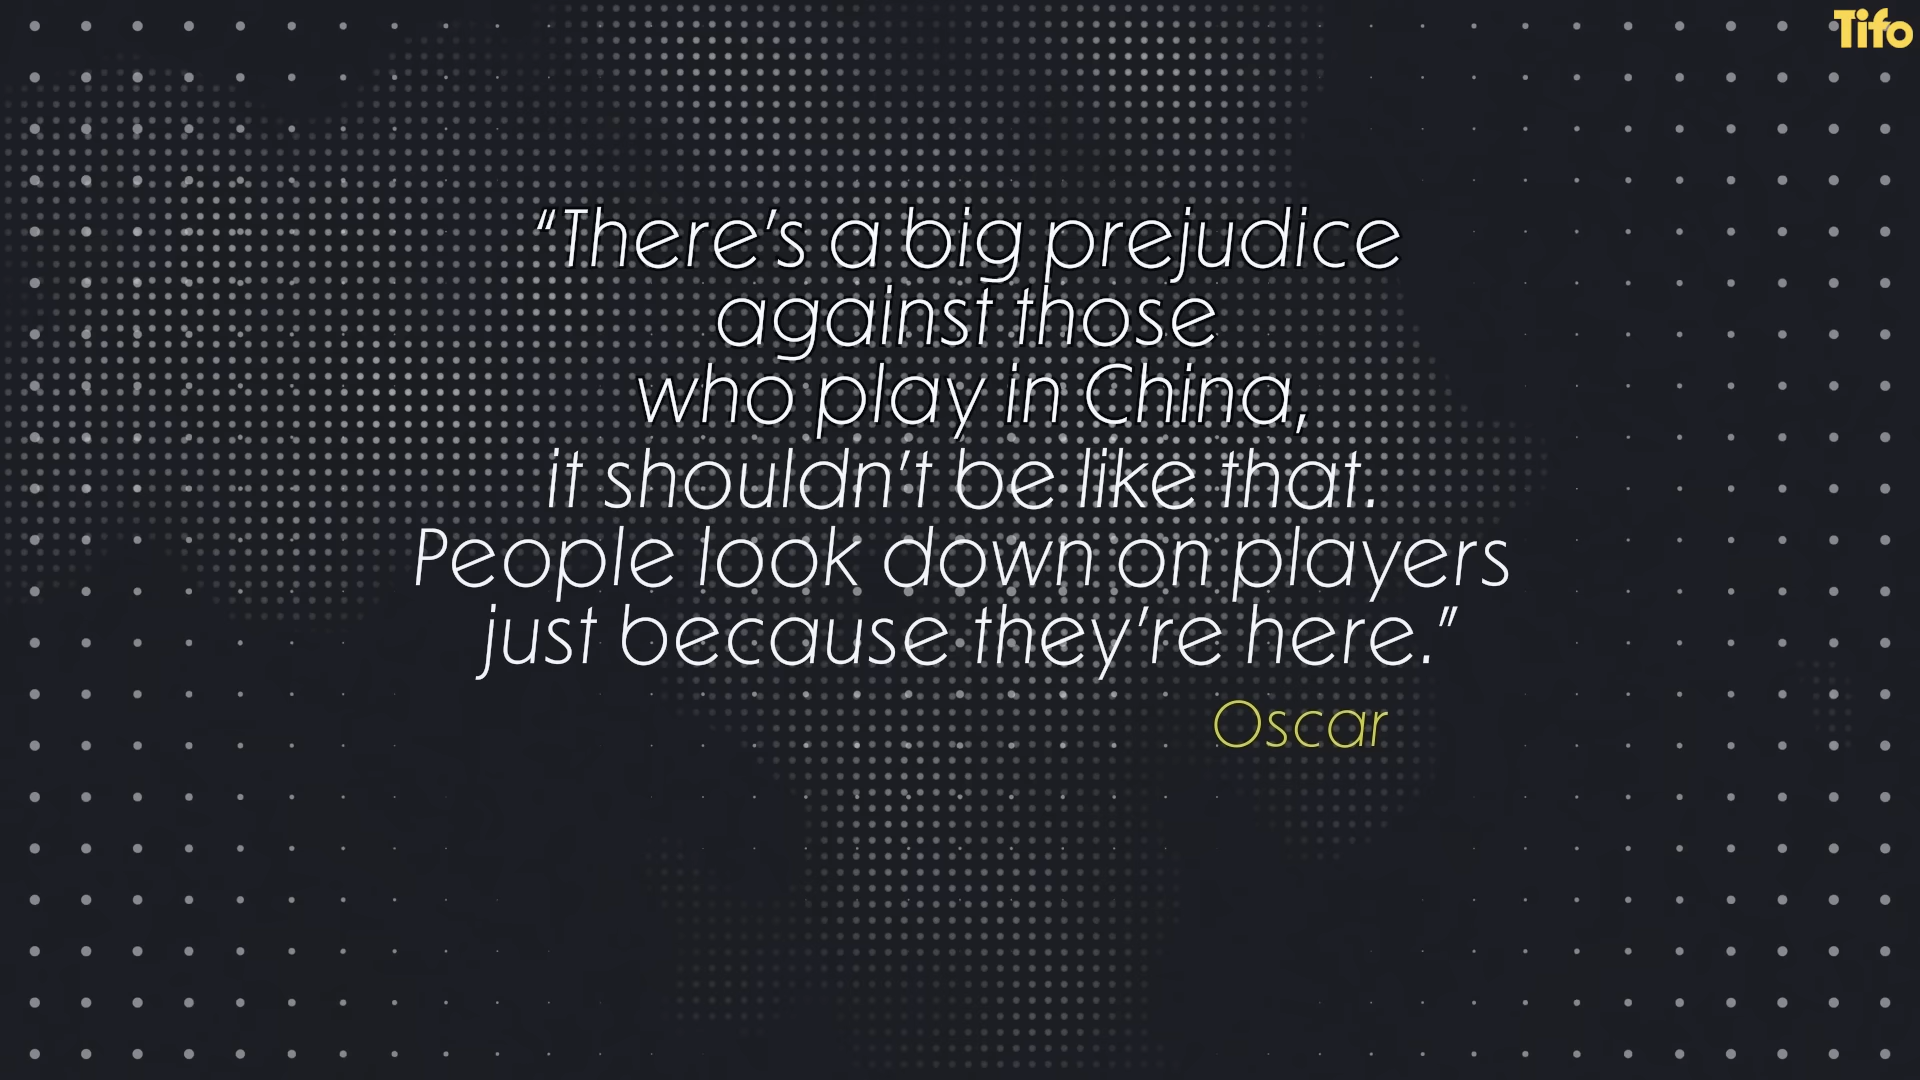 Tifo
“There's a big prejudice
against those
who play in China,
it shouldn't be like that.
People look down on players
just because they're here.”
Oscar